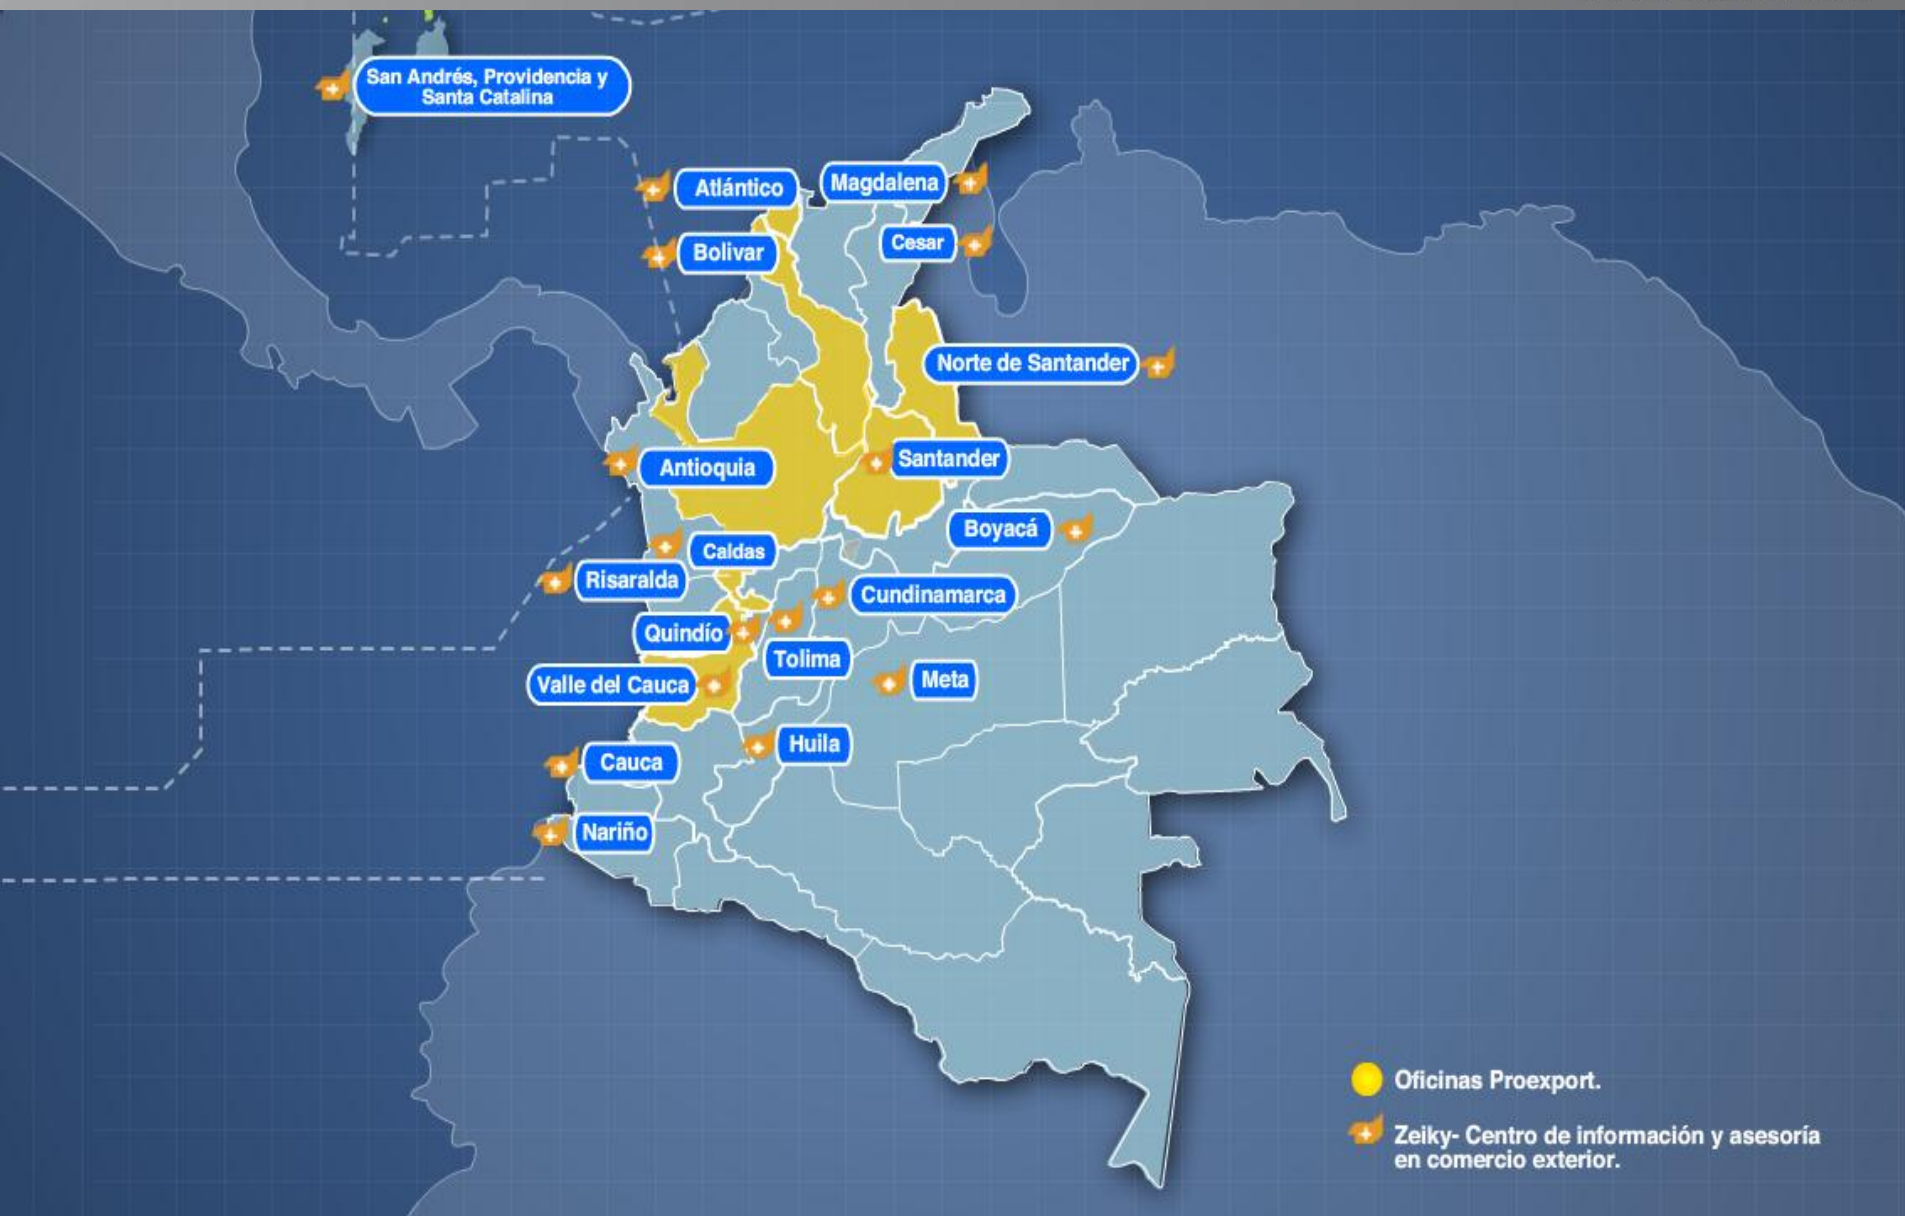 San Andrés, Providencia y
Santa Catalina
Atlántico
Magdalena
Bolivar
Cesar
Norte de Santander
Antioquia
Santander
Boyacá
Caldas
Risaralda
Cundinamarca
Quindío
Tolima
Valle del Cauca
Meta
Huila
Cauca
Nariño
Oficinas Proexport.
Zeiky- Centro de información y asesoría
en comercio exterior.